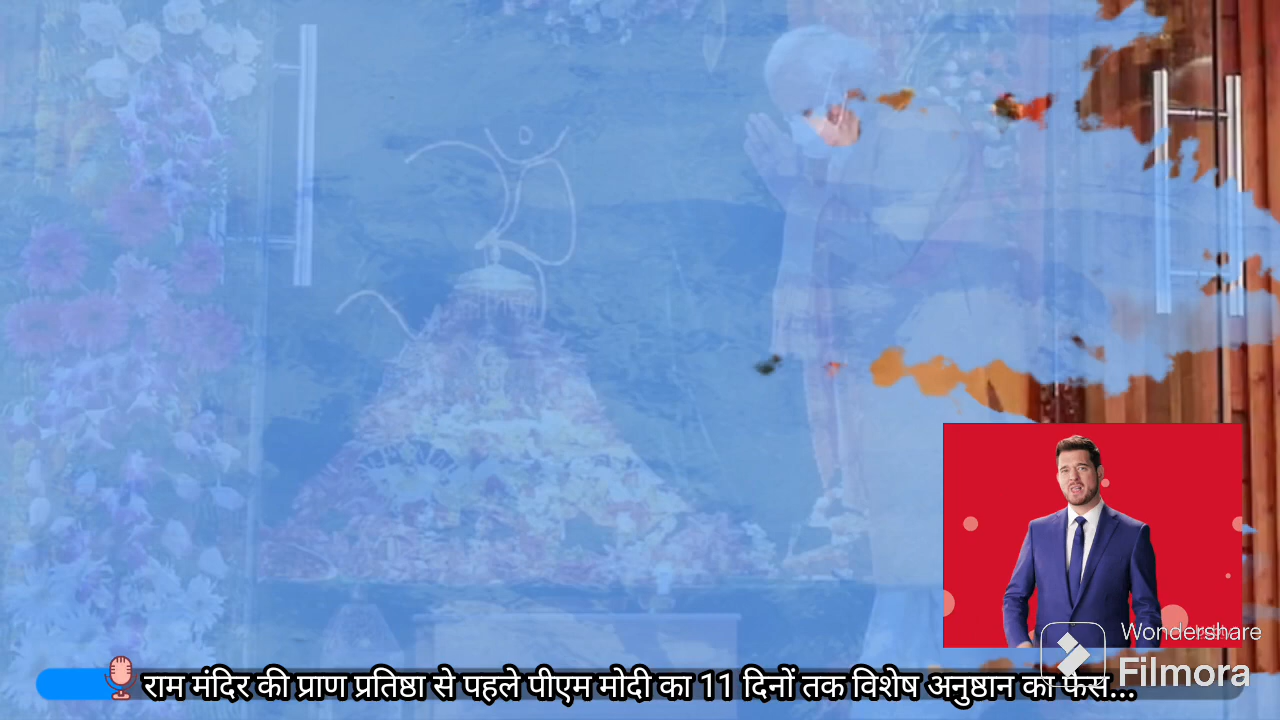 राम मंदिर की प्राण प्रतिष्ठा से पहले पीएम मोदी का 11 दिनों तक विशेष अनुष्ठान का फैस...
Wondershare
Filmora